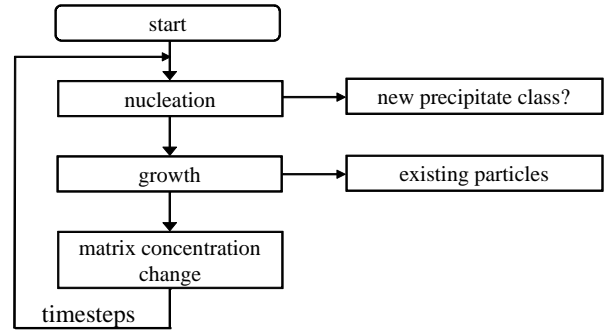 start
nucleation
new precipitate class?
growth
existing particles
matrix concentration
change
timesteps